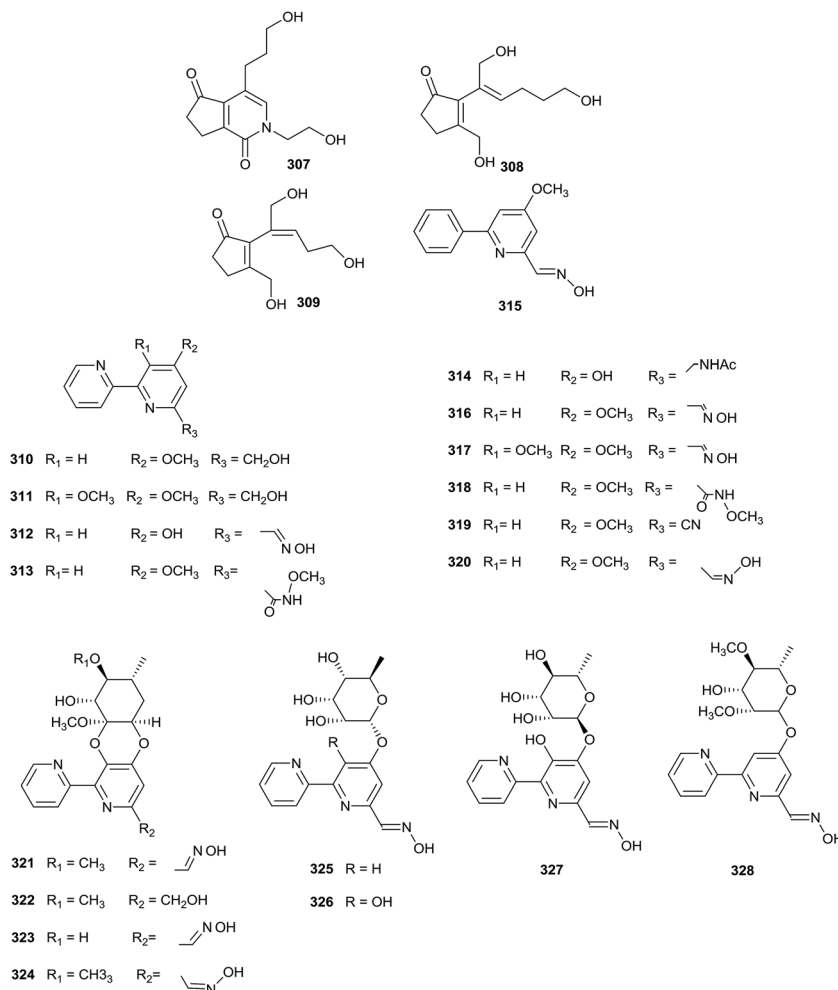 OH
O
OH
N
OH
O
307
O
OH
OH
308
OH
OH
O
OH
OH
309
OCH3
N
N
OH
315
R1 R2
N
N
R3
310 R1 = H R2 = OCH3 R3 = CH2OH
311 R1 = OCH3 R2 = OCH3 R3 = CH2OH
312 R1 = H R2 = OH R3 = N OH
313 R1= H R2 = OCH3 R3= OCH3
NH
O
314 R1 = H R2 = OH R3 = NHAc
316 R1 = H R2 = OCH3 R3 = N OH
317 R1 = OCH3 R2 = OCH3 R3 = N OH
318 R1 = H R2 = OCH3 R3 = NH
O OCH3
319 R1 = H R2 = OCH3 R3 = CN
320 R1 = H R2 = OCH3 R3 = OH
N
R1O
HO
H3CO H
O O
N
N
R2
321 R1 = CH3 R2 = N OH
322 R1 = CH3 R2 = CH2OH
323 R1 = H R2= N OH
324 R1 = CH33 R2= OH
N
HO
HO O
HO
R O
N
N
N
OH
325 R = H
326 R = OH
HO
HO O
HO
HO O
N
N
N
OH
327
H3CO
HO O
H3CO
O
N
N
N
OH
328